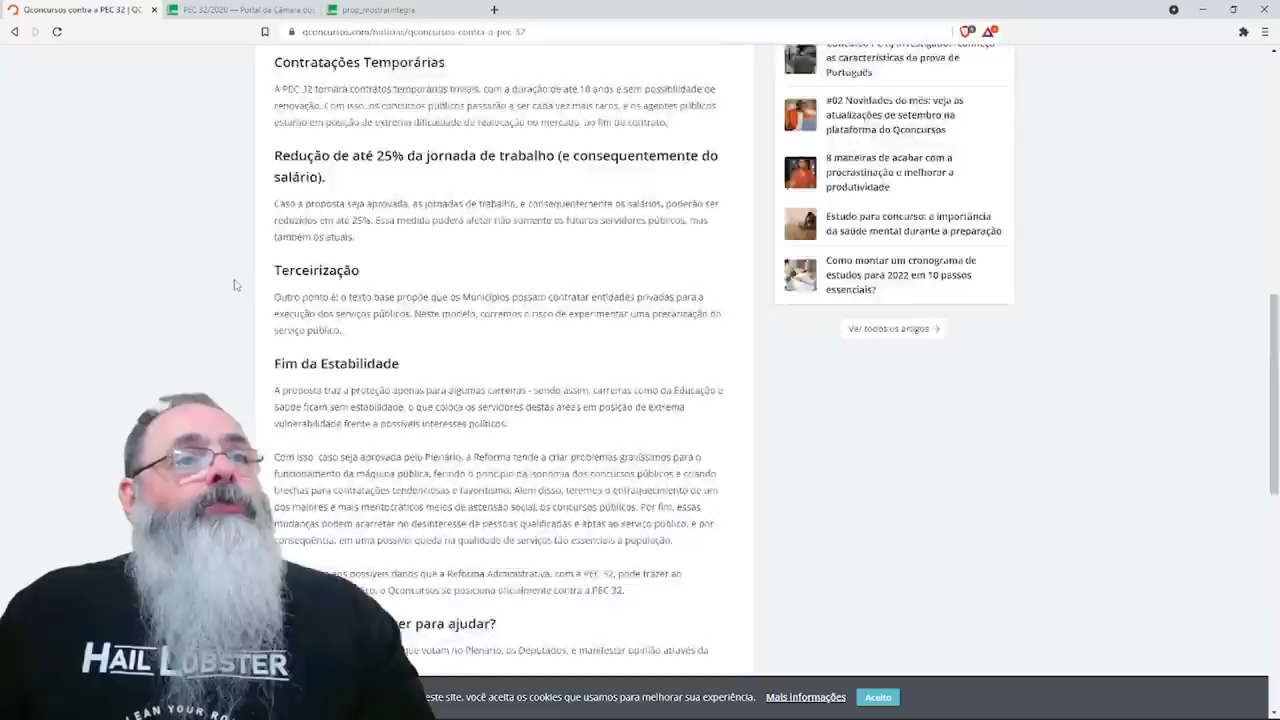 Qconcursos contra a PEC 32 | QC
PEC 32/2020 — Portal da Câmara do
prop_mostrarintegra
qconcursos.com/noticias/qconcursos-contra-a-pec-32
Contratações Temporárias
A PEC 32 tornará contratos temporários triviais, com a duração de até 10 anos e sem possibilidade de
renovação. Com isso, os concursos públicos passarão a ser cada vez mais raros, e os agentes públicos
estarão em posição de extrema dificuldade de realocação no mercado, ao fim do contrato.
Redução de até 25% da jornada de trabalho (e consequentemente do
salário).
Caso a proposta seja aprovada, as jornadas de trabalho, e consequentemente os salários, poderão ser
reduzidos em até 25%. Essa medida poderá afetar não somente os futuros servidores públicos, mas
também os atuais.
Terceirização
Outro ponto é: o texto base propõe que os Municípios possam contratar entidades privadas para a
execução dos serviços públicos. Neste modelo, corremos o risco de experimentar uma precarização do
serviço público.
Fim da Estabilidade
A proposta traz a proteção apenas para algumas carreiras - sendo assim, carreiras como da Educação e
saúde ficam sem estabilidade, o que coloca os servidores destas áreas em posição de extrema
vulnerabilidade frente a possíveis interesses políticos.
Com isso, caso seja aprovada pelo Plenário, a Reforma tende a criar problemas gravíssimos para o
funcionamento da máquina pública, ferindo o princípio da isonomia dos concursos públicos e criando
brechas para contratações tendenciosas e favoritismo. Além disso, teremos o enfraquecimento de um
dos maiores e mais meritocráticos meios de ascensão social, os concursos públicos. Por fim, essas
mudanças podem acarretar no desinteresse de pessoas qualificadas e aptas ao serviço público, e por
consequência, em uma possível queda na qualidade de serviços tão essenciais à população.
possíveis danos que a Reforma Administrativa, com a PEC 32, pode trazer ao
o Qconcursos se posiciona oficialmente contra a PEC 32.
er para ajudar?
que votam no Plenário, os Deputados, e manifestar opinião através da
as características da prova de
Português
#02 Novidades do mês: veja as
atualizações de setembro na
plataforma do Qconcursos
8 maneiras de acabar com a
procrastinação e melhorar a
produtividade
Estudo para concurso: a importância
da saúde mental durante a preparação
Como montar um cronograma de
estudos para 2022 em 10 passos
essenciais?
Ver todos os artigos →
este site, você aceita os cookies que usamos para melhorar sua experiência. Mais informações Aceito
HAIL LOBSTER
LEAN YOUR RO